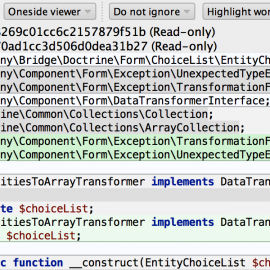 Oneside viewer Do not ignore Highlight wor
269c01cc6c2157879f51b (Read-only)
0ad1cc3d506d0dea31b27 (Read-only)
ny\Bridge\Doctrine\Form\ChoiceList\EntityCh
ny\Component\Form\Exception\UnexpectedTypeE
ny\Component\Form\Exception\TransformationF
ny\Component\Form\DataTransformerInterface;
ine\Common\Collections\Collection;
ine\Common\Collections\ArrayCollection;
ny\Component\Form\Exception\TransformationF
ny\Component\Form\Exception\UnexpectedTypeE
itiesToArrayTransformer implements DataTran
te $choiceList;
itiesToArrayTransformer implements DataTran
$choiceList;
c function __construct(EntityChoiceList $ch